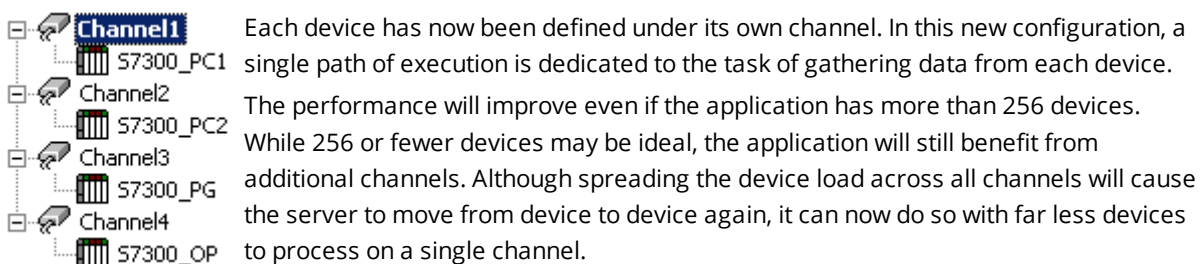 Channel1
S7300_PC1
Channel2
S7300_PC2
Channel3
S7300_PG
Channel4
S7300_OP
Each device has now been defined under its own channel. In this new configuration, a
single path of execution is dedicated to the task of gathering data from each device.
The performance will improve even if the application has more than 256 devices.
While 256 or fewer devices may be ideal, the application will still benefit from
additional channels. Although spreading the device load across all channels will cause
the server to move from device to device again, it can now do so with far less devices
to process on a single channel.